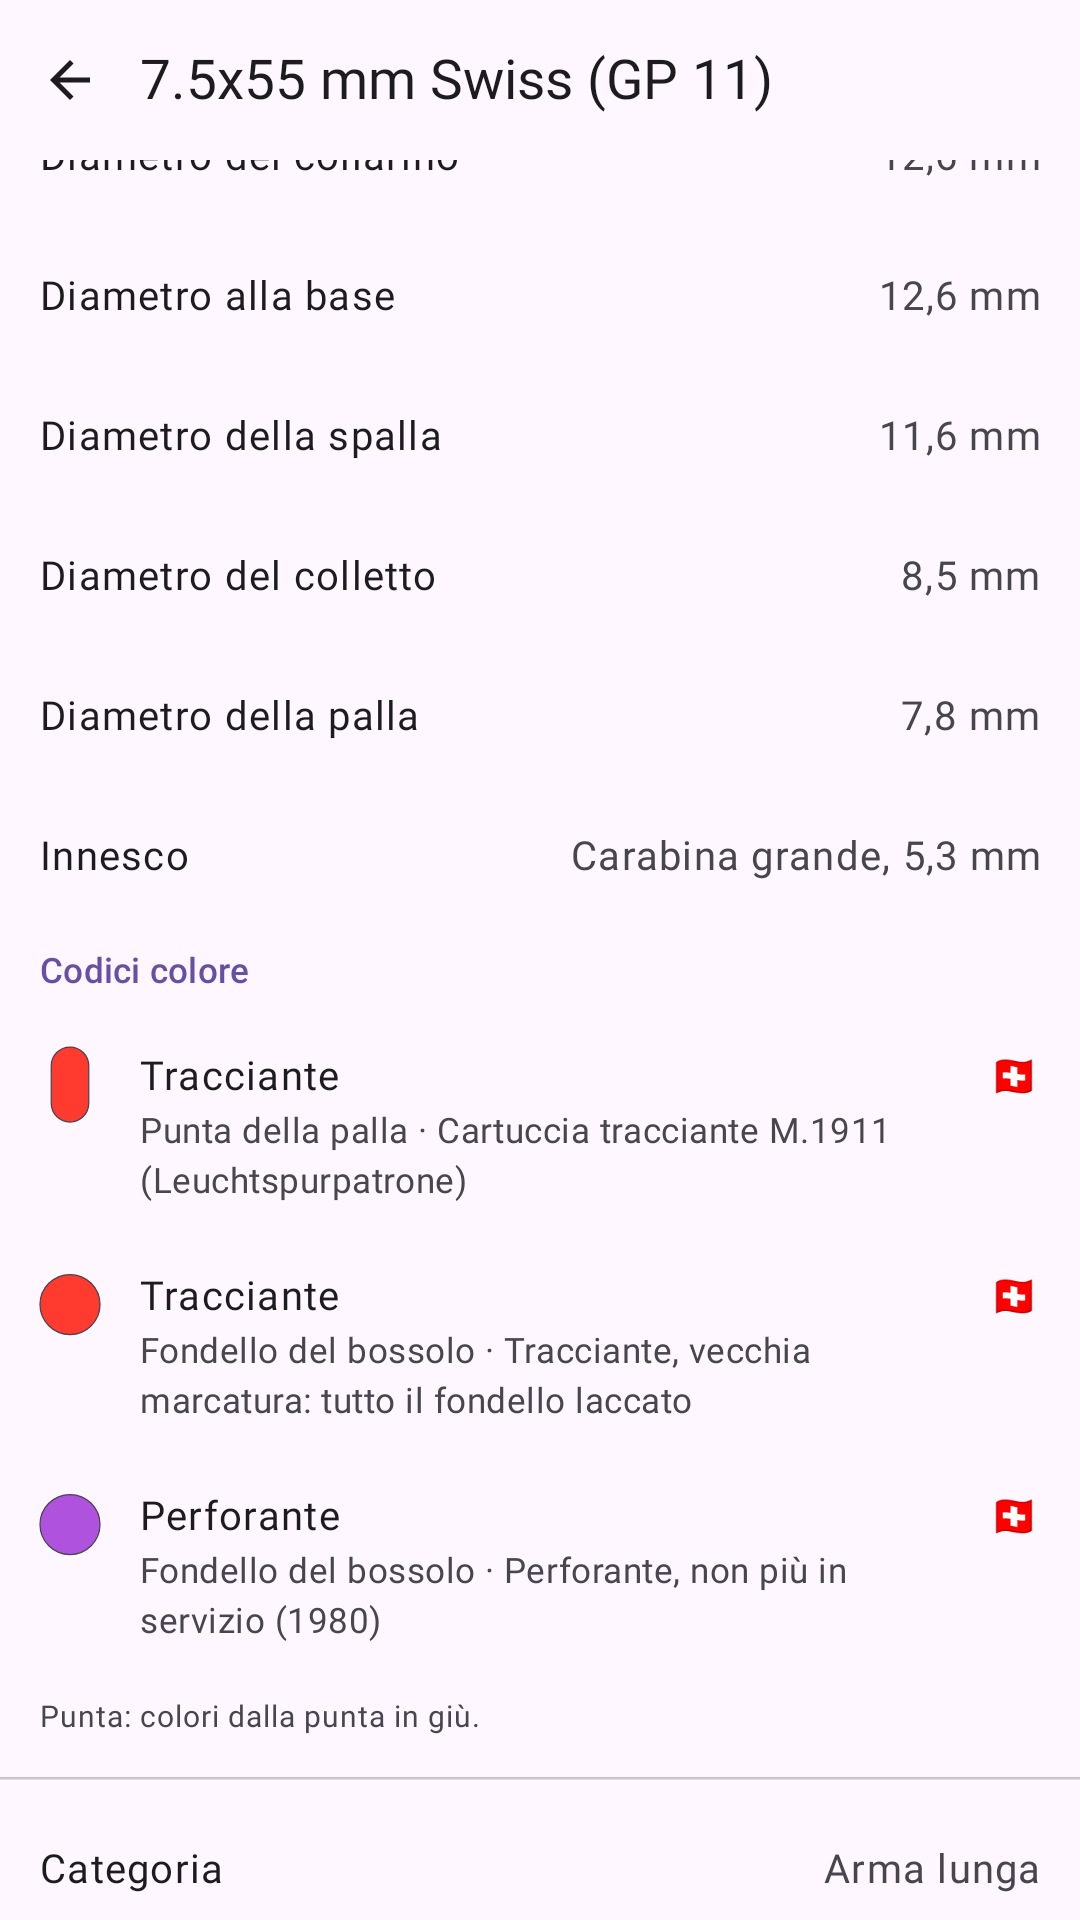 7.5x55 mm Swiss (GP 11)
Diametro alla base 12,6 mm
Diametro della spalla 11,6 mm
Diametro del colletto 8,5 mm
Diametro della palla 7,8 mm
Innesco Carabina grande, 5,3 mm
Codici colore
Tracciante
Punta della palla · Cartuccia tracciante M.1911
(Leuchtspurpatrone)
Tracciante
Fondello del bossolo · Tracciante, vecchia
marcatura: tutto il fondello laccato
Perforante
Fondello del bossolo · Perforante, non più in
servizio (1980)
Punta: colori dalla punta in giù.
Categoria Arma lunga